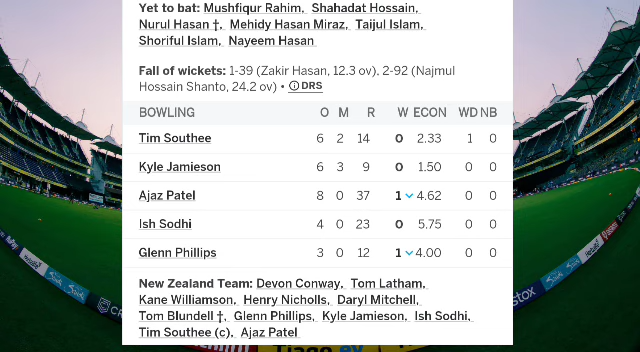 Yet to bat: Mushfiqur Rahim, Shahadat Hossain,
Nurul Hasan †, Mehidy Hasan Miraz, Taijul Islam,
Shoriful Islam, Nayeem Hasan
Fall of wickets: 1-39 (Zakir Hasan, 12.3 ov), 2-92 (Najmul
Hossain Shanto, 24.2 ov) • DRS
BOWLING O M R W ECON WD NB
Tim Southee 6 2 14 0 2.33 1 0
Kyle Jamieson 6 3 9 0 1.50 0 0
Ajaz Patel 8 0 37 1 4.62 0 0
Ish Sodhi 4 0 23 0 5.75 0 0
Glenn Phillips 3 0 12 1 4.00 0 0
New Zealand Team: Devon Conway, Tom Latham,
Kane Williamson, Henry Nicholls, Daryl Mitchell,
Tom Blundell †, Glenn Phillips, Kyle Jamieson, Ish Sodhi,
Tim Southee (c), Ajaz Patel